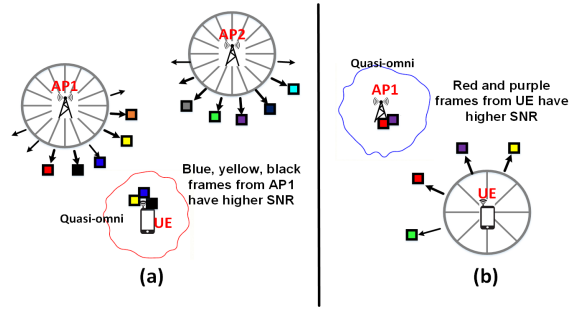 AP1
AP2
Quasi-omni
UE
Blue, yellow, black
frames from AP1
have higher SNR
(a)
Quasi-omni
AP1
Red and purple
frames from UE have
higher SNR
UE
(b)